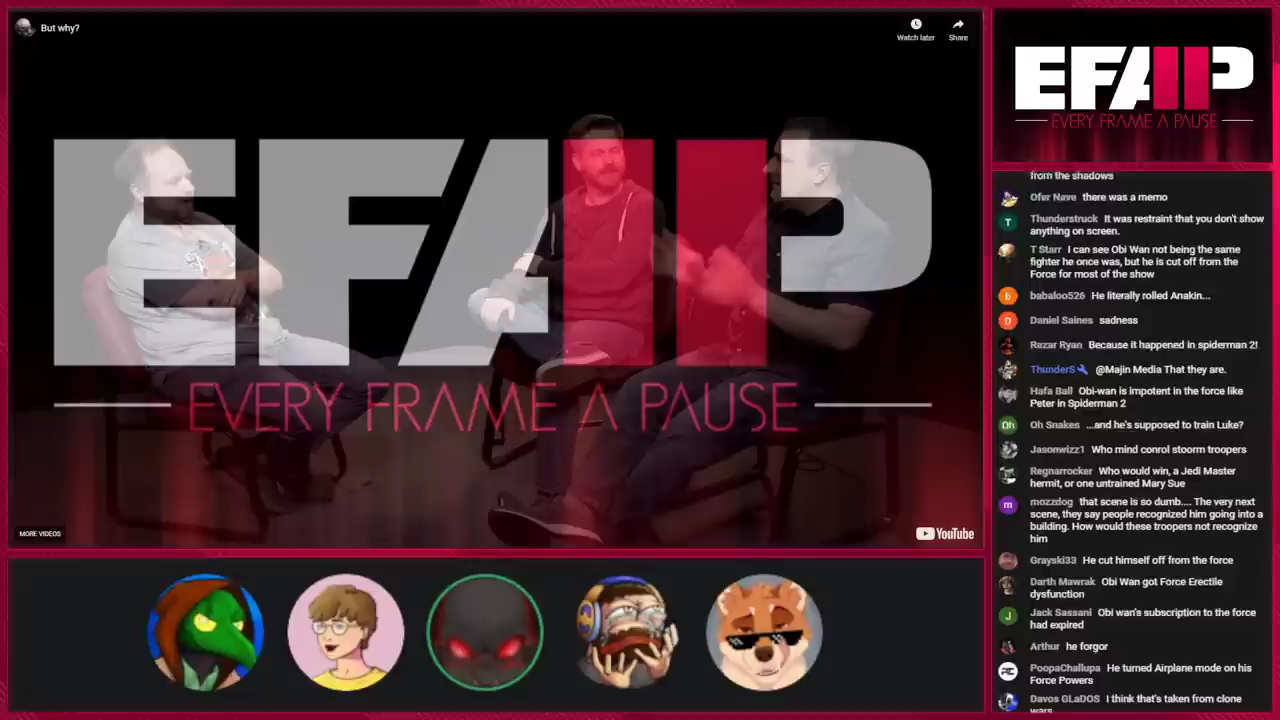 But why?
Watch later
Share
EFAP
EVERY FRAME A PAUSE
MORE VIDEOS
YouTube
EFAP
EVERY FRAME A PAUSE
from the shadows
Ofer Nave there was a memo
T
Thunderstruck It was restraint that you don't show
anything on screen.
T Starr I can see Obi Wan not being the same
fighter he once was, but he is cut off from the
Force for most of the show
b
babaloo526 He literally rolled Anakin...
D
Daniel Saines sadness
Razar Ryan Because it happened in spiderman 2!
ThunderS @Majin Media That they are.
Hafa Ball Obi-wan is impotent in the force like
Peter in Spiderman 2
Oh
Oh Snakes ...and he's supposed to train Luke?
Jasonwizz1 Who mind conrol stoorm troopers
Regnarrocker Who would win, a Jedi Master
hermit, or one untrained Mary Sue
m
mozzdog that scene is so dumb.... The very next
scene, they say people recognized him going into a
building. How would these troopers not recognize
him
Grayski33 He cut himself off from the force
Darth Mawrak Obi Wan got Force Erectile
dysfunction
J
Jack Sassani Obi wan's subscription to the force
had expired
Arthur he forgor
PoopaChallupa He turned Airplane mode on his
Force Powers
Davos GLaDOS I think that's taken from clone
wars